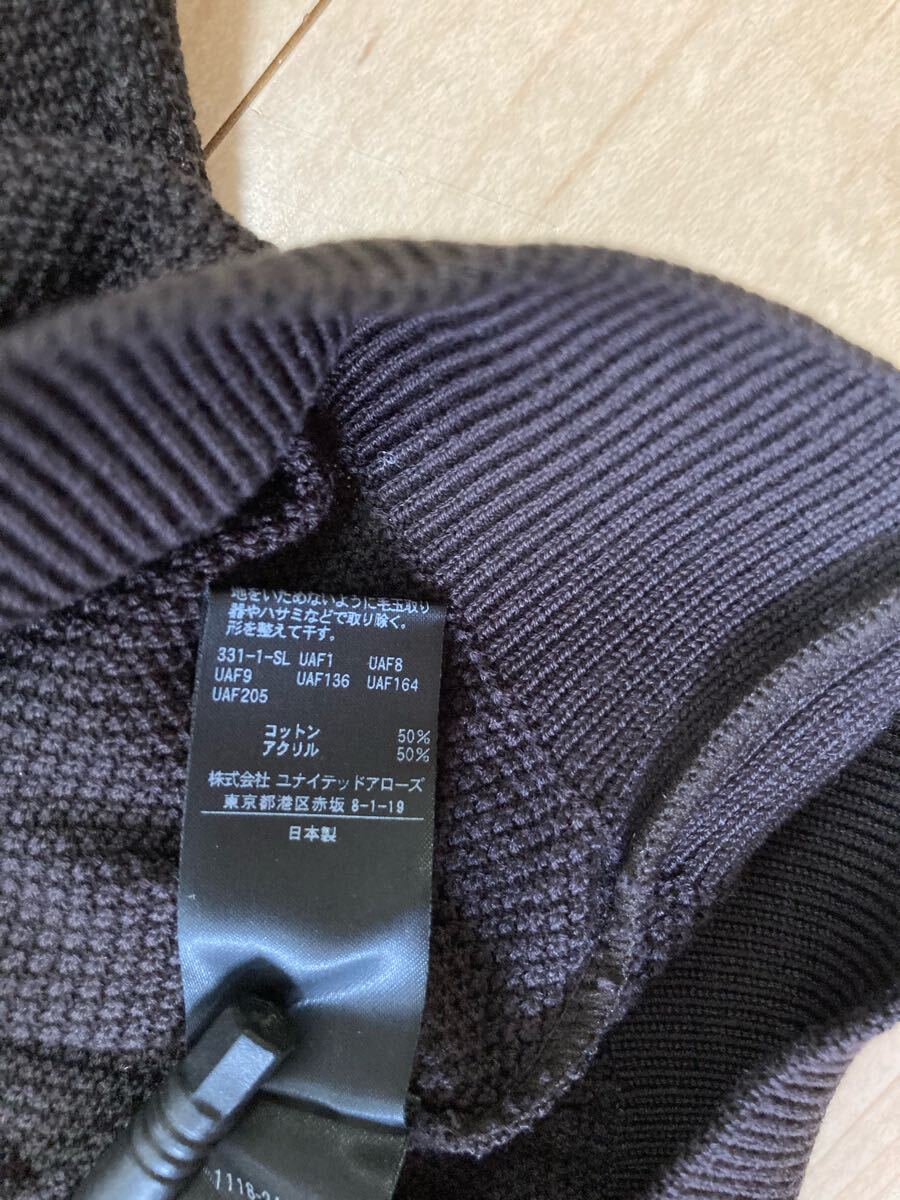 地をいためないように毛玉取り
器やハサミなどで取り除く。
形を整えて干す。
331-1-SL UAF1 UAF8
UAF9 UAF136 UAF164
UAF205
コットン 50%
アクリル 50%
株式会社 ユナイテッドアローズ
東京都港区赤坂 8-1-19
日本製